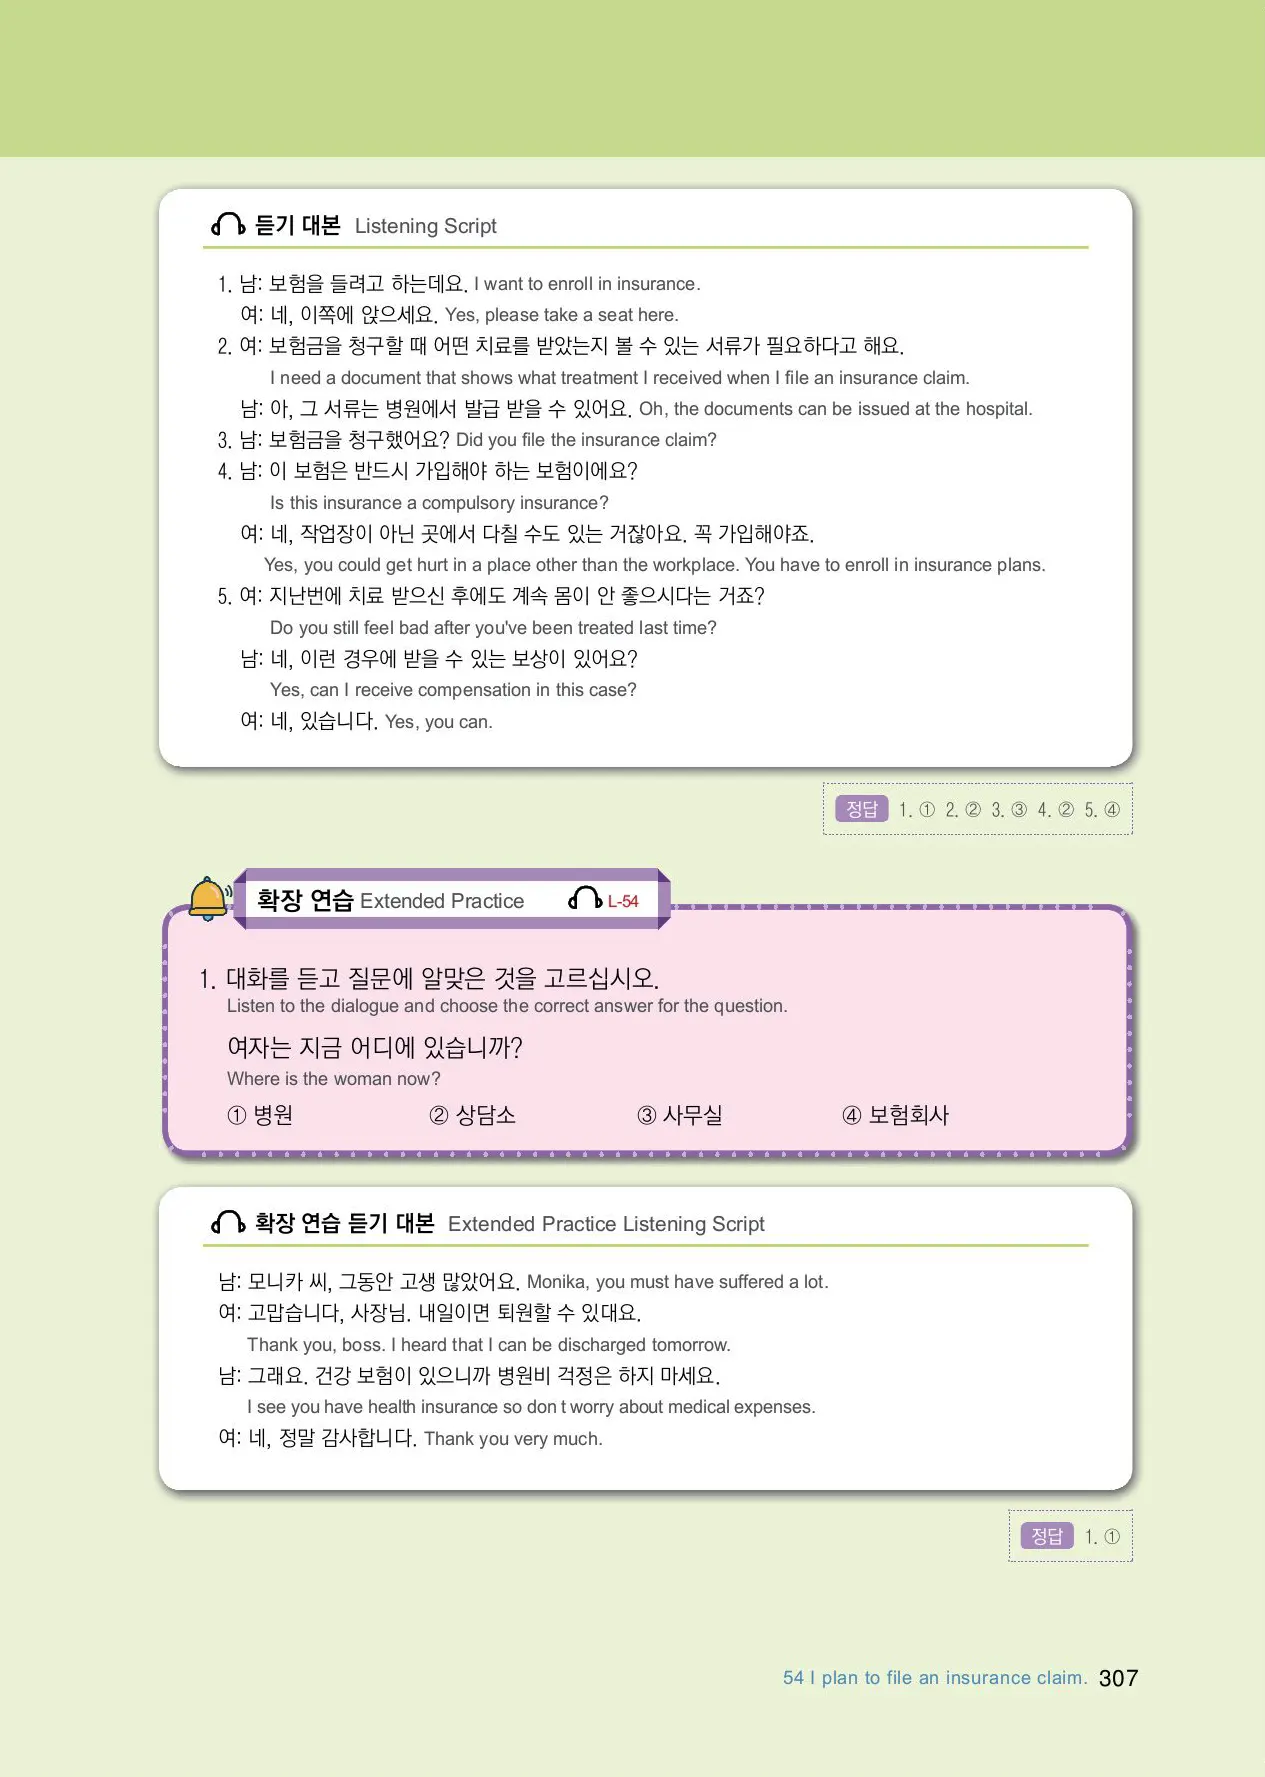 듣기 대본 Listening Script
1. 남: 보험을 들려고 하는데요. I want to enroll in insurance.
여: 네, 이쪽에 앉으세요. Yes, please take a seat here.
2. 여: 보험금을 청구할 때 어떤 치료를 받았는지 볼 수 있는 서류가 필요하다고 해요.
I need a document that shows what treatment I received when I file an insurance claim.
남: 아, 그 서류는 병원에서 발급 받을 수 있어요. Oh, the documents can be issued at the hospital.
3. 남: 보험금을 청구했어요? Did you file the insurance claim?
4. 남: 이 보험은 반드시 가입해야 하는 보험이에요?
Is this insurance a compulsory insurance?
여: 네, 작업장이 아닌 곳에서 다칠 수도 있는 거잖아요. 꼭 가입해야죠.
Yes, you could get hurt in a place other than the workplace. You have to enroll in insurance plans.
5. 여: 지난번에 치료 받으신 후에도 계속 몸이 안 좋으시다는 거죠?
Do you still feel bad after you've been treated last time?
남: 네, 이런 경우에 받을 수 있는 보상이 있어요?
Yes, can I receive compensation in this case?
여: 네, 있습니다. Yes, you can.
정답 1. ① 2. ② 3. ③ 4. ② 5. ④
확장 연습 Extended Practice L-54
1. 대화를 듣고 질문에 알맞은 것을 고르십시오.
Listen to the dialogue and choose the correct answer for the question.
여자는 지금 어디에 있습니까?
Where is the woman now?
① 병원 ② 상담소 ③ 사무실 ④ 보험회사
확장 연습 듣기 대본 Extended Practice Listening Script
남: 모니카 씨, 그동안 고생 많았어요. Monika, you must have suffered a lot.
여: 고맙습니다, 사장님. 내일이면 퇴원할 수 있대요.
Thank you, boss. I heard that I can be discharged tomorrow.
남: 그래요. 건강 보험이 있으니까 병원비 걱정은 하지 마세요.
I see you have health insurance so don t worry about medical expenses.
여: 네, 정말 감사합니다. Thank you very much.
정답 1. ①
54 I plan to file an insurance claim. 307